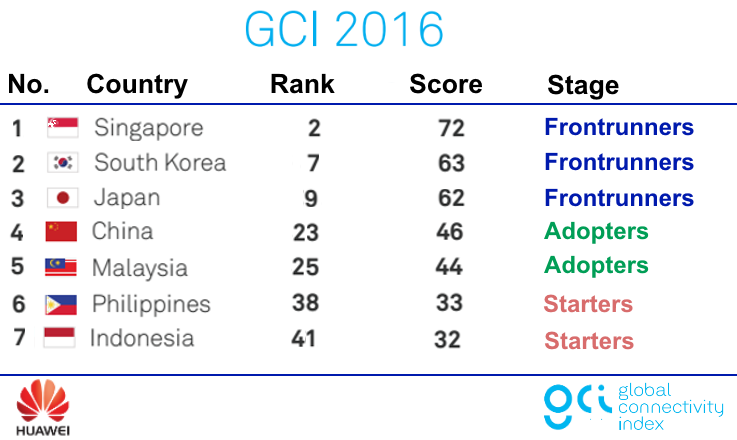 GCI 2016
No. Country Rank Score Stage
1 Singapore 2 72 Frontrunners
2 South Korea 7 63 Frontrunners
3 Japan 9 62 Frontrunners
4 China 23 46 Adopters
5 Malaysia 25 44 Adopters
6 Philippines 38 33 Starters
7 Indonesia 41 32 Starters
HUAWEI
gci global
connectivity
index